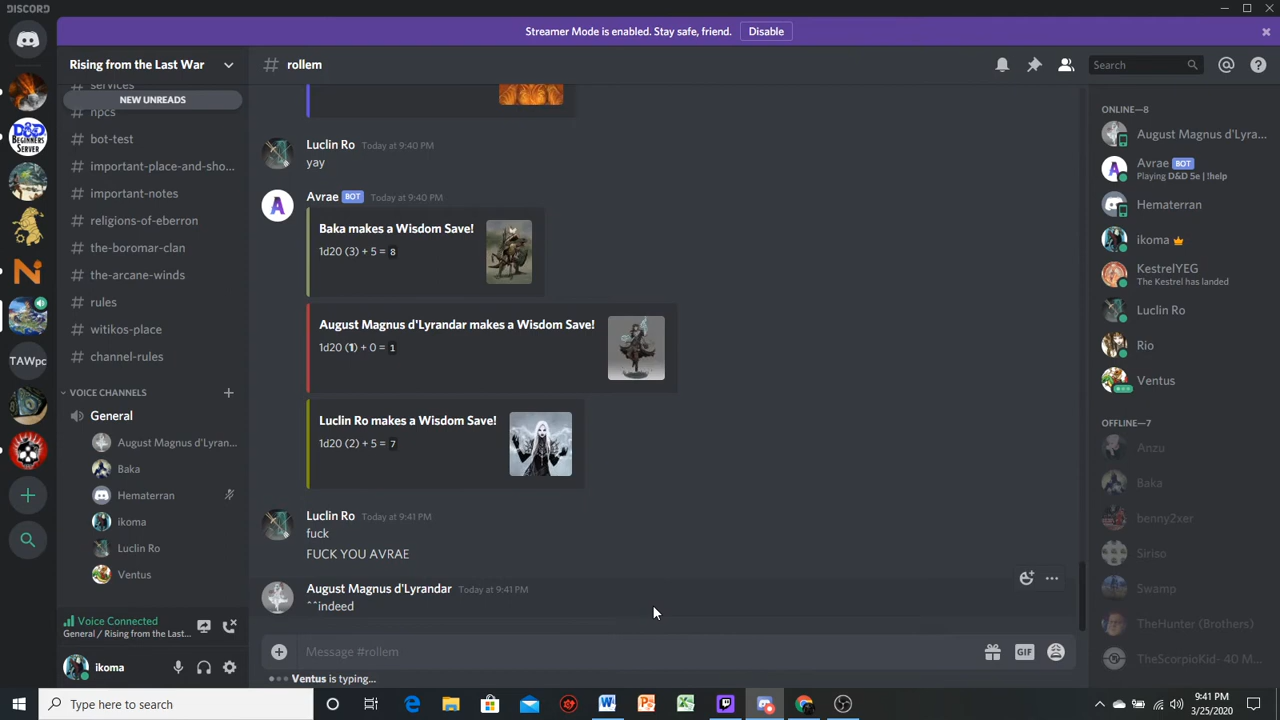 DISCORD
Streamer Mode is enabled. Stay safe, friend. Disable
Rising from the Last War
# rollem
Search
services
NEW UNREADS
npcs
# bot-test
# important-place-and-sho...
# important-notes
# religions-of-eberron
# the-boromar-clan
# the-arcane-winds
# rules
# witikos-place
# channel-rules
VOICE CHANNELS
General
August Magnus d'Lyran...
Baka
Hematerran
ikoma
Luclin Ro
Ventus
Voice Connected
General / Rising from the Last...
ikoma
D&D
BEGINNERS
SERVER
TAWpc
Luclin Ro Today at 9:40 PM
yay
Avrae BOT Today at 9:40 PM
Baka makes a Wisdom Save!
1d20 (3) + 5 = 8
August Magnus d'Lyrandar makes a Wisdom Save!
1d20 (1) + 0 = 1
Luclin Ro makes a Wisdom Save!
1d20 (2) + 5 = 7
Luclin Ro Today at 9:41 PM
fuck
FUCK YOU AVRAE
August Magnus d'Lyrandar Today at 9:41 PM
^^indeed
Message #rollem
GIF
Ventus is typing...
ONLINE—8
August Magnus d'Lyra...
Avrae BOT
Playing D&D 5e | !help
Hematerran
ikoma
KestrelYEG
The Kestrel has landed
Luclin Ro
Rio
Ventus
OFFLINE—7
Anzu
Baka
benny2xer
Siriso
Swamp
TheHunter (Brothers)
TheScorpioKid- 40 M...
Type here to search
9:41 PM
3/25/2020